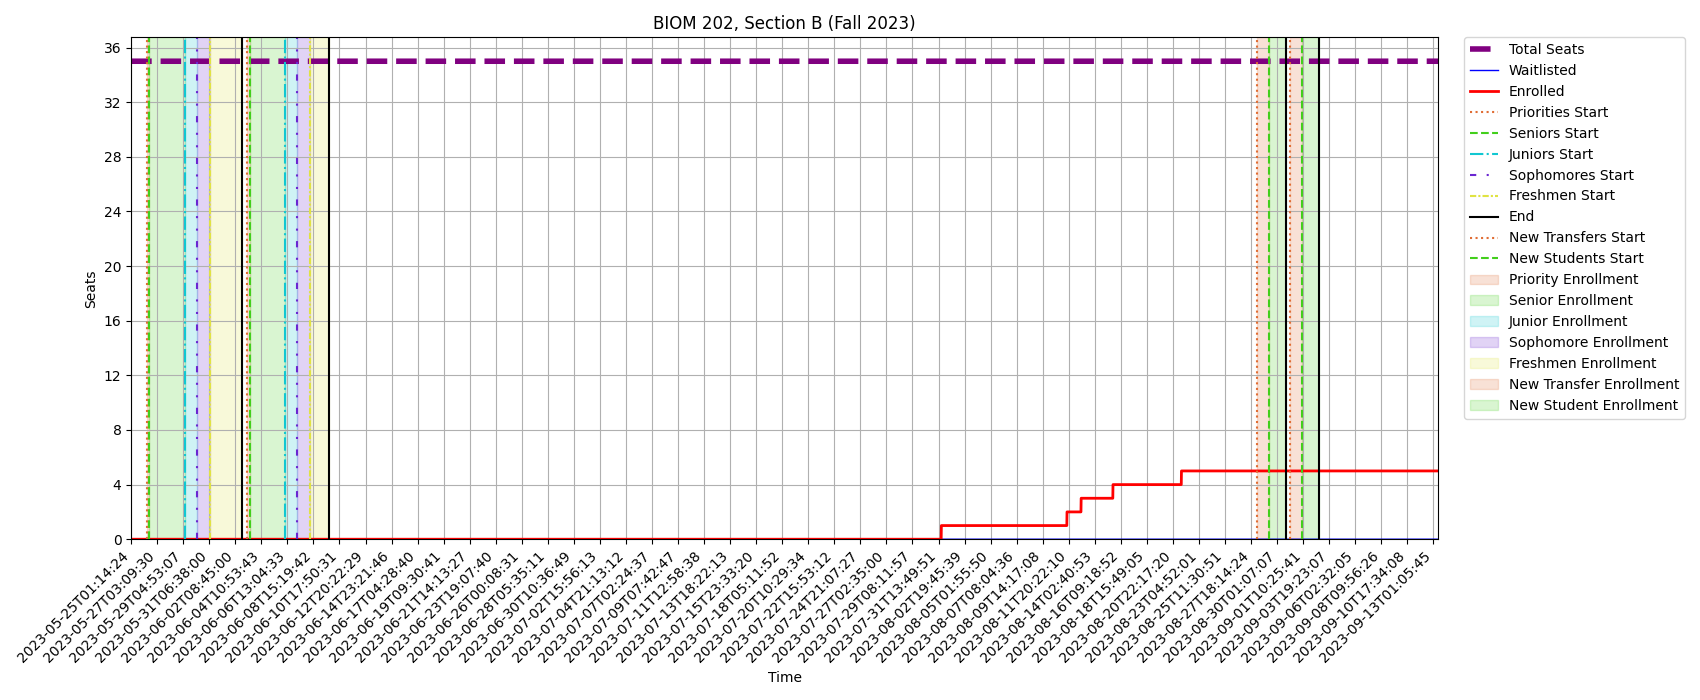 BIOM 202, Section B (Fall 2023)
Seats
36
32
28
24
20
16
12
8
4
0
2023-05-25T01:14:24
2023-05-27T03:09:30
2023-05-29T04:53:07
2023-05-31T06:38:00
2023-06-02T08:45:00
2023-06-04T10:53:43
2023-06-06T13:04:33
2023-06-08T15:19:42
2023-06-10T17:50:31
2023-06-12T20:22:29
2023-06-14T23:21:46
2023-06-17T04:28:40
2023-06-19T09:30:41
2023-06-21T14:13:27
2023-06-23T19:07:40
2023-06-26T00:08:31
2023-06-28T05:35:11
2023-06-30T10:36:49
2023-07-02T15:56:13
2023-07-04T21:13:12
2023-07-07T02:24:37
2023-07-09T07:42:47
2023-07-11T12:58:38
2023-07-13T18:22:13
2023-07-15T23:33:20
2023-07-18T05:11:52
2023-07-20T10:29:34
2023-07-22T15:53:12
2023-07-24T21:07:27
2023-07-27T02:35:00
2023-07-29T08:11:57
2023-07-31T13:49:51
2023-08-02T19:45:39
2023-08-05T01:55:50
2023-08-07T08:04:36
2023-08-09T14:17:08
2023-08-11T20:22:10
2023-08-14T02:40:53
2023-08-16T09:18:52
2023-08-18T15:49:05
2023-08-20T22:17:20
2023-08-23T04:52:01
2023-08-25T11:30:51
2023-08-27T18:14:24
2023-08-30T01:07:07
2023-09-01T10:25:41
2023-09-03T19:23:07
2023-09-06T02:32:05
2023-09-08T09:56:26
2023-09-10T17:34:08
2023-09-13T01:05:45
Time
Total Seats
Waitlisted
Enrolled
Priorities Start
Seniors Start
Juniors Start
Sophomores Start
Freshmen Start
End
New Transfers Start
New Students Start
Priority Enrollment
Senior Enrollment
Junior Enrollment
Sophomore Enrollment
Freshmen Enrollment
New Transfer Enrollment
New Student Enrollment